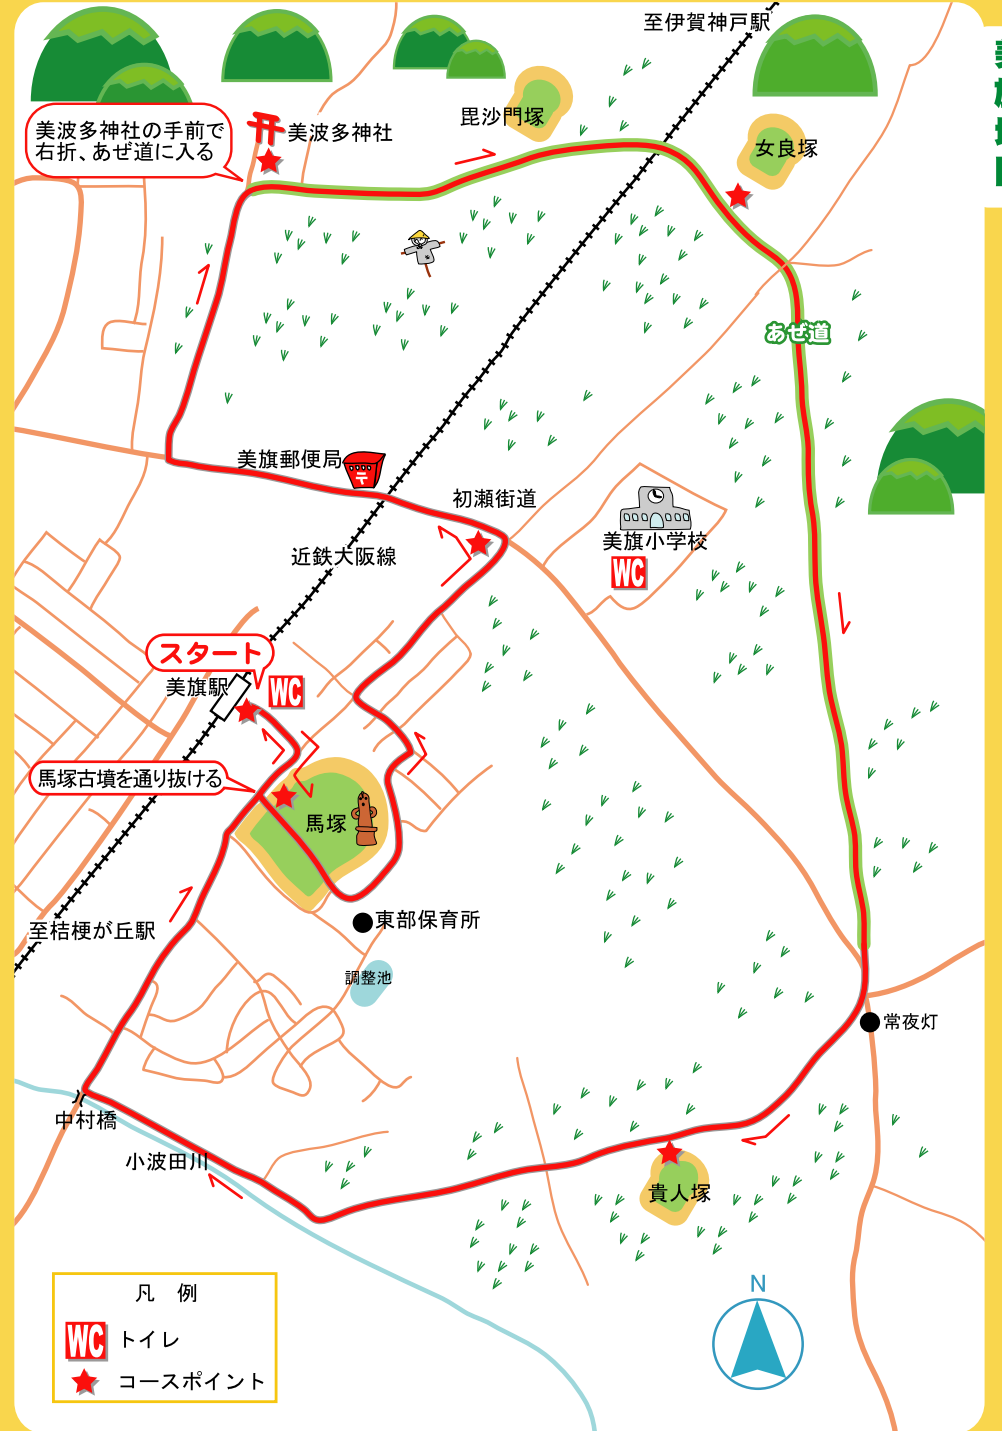 至伊賀神戸駅
毘沙門塚
美波多神社の手前で
右折、あぜ道に入る
美波多神社
女良塚
あぜ道
美旗郵便局
初瀬街道
美旗小学校
WC
近鉄大阪線
スタート
美旗駅
WC
馬塚古墳を通り抜ける
馬塚
東部保育所
至桔梗が丘駅
調整池
常夜灯
中村橋
小波田川
貴人塚
N
凡 例
WC トイレ
コースポイント